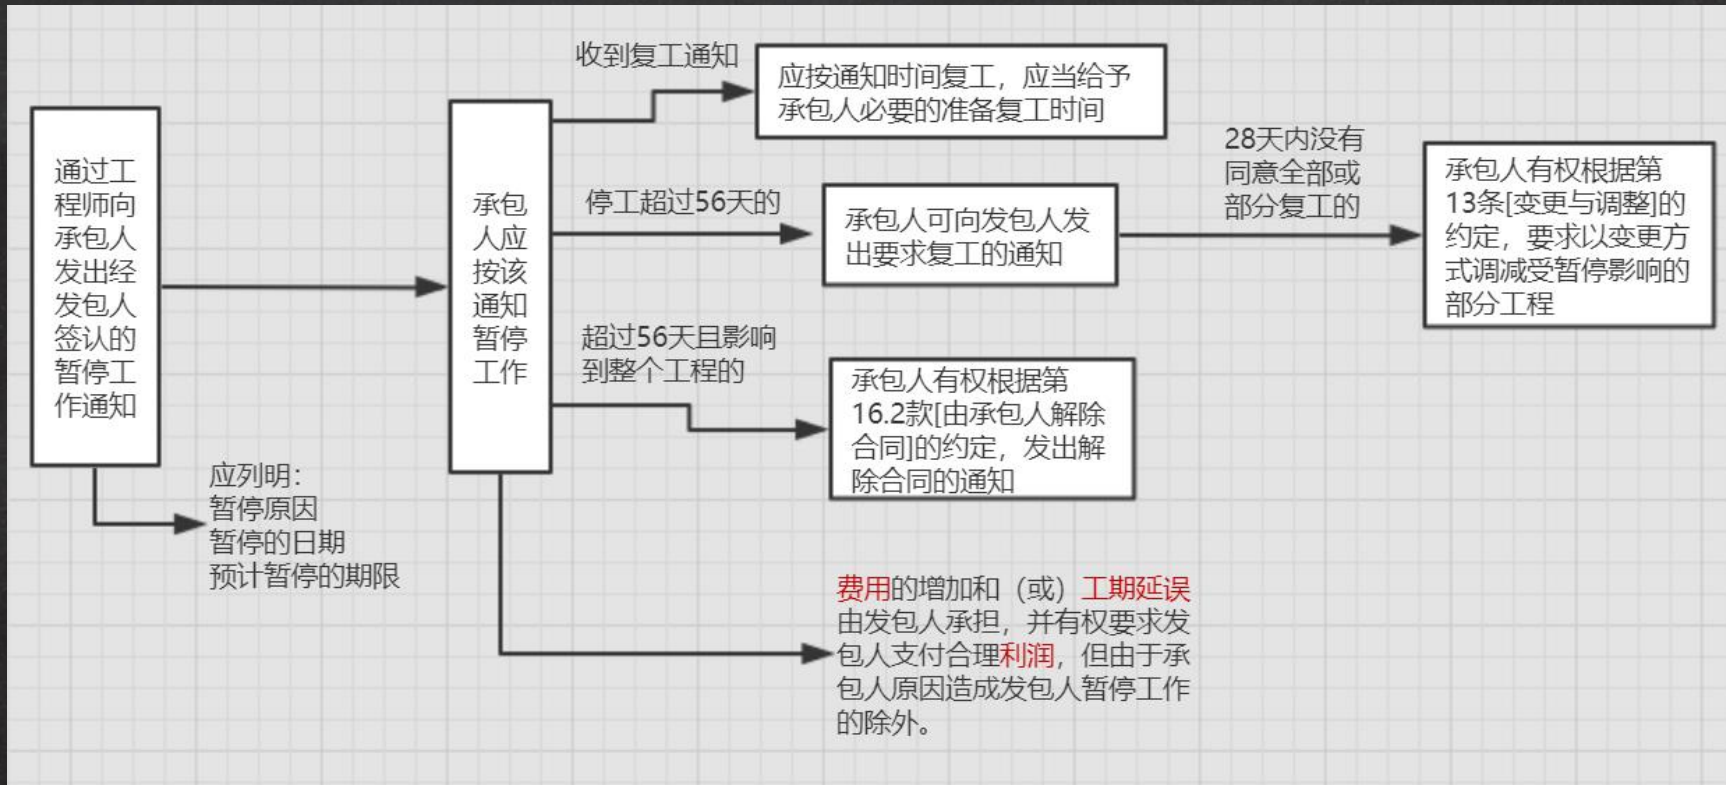 通过工
程师向
承包人
发出经
发包人
签认的
暂停工
作通知
应列明：
暂停原因
暂停的日期
预计暂停的期限
承包
人应
按该
通知
暂停
工作
收到复工通知
应按通知时间复工，应当给予
承包人必要的准备复工时间
停工超过56天的
承包人可向发包人发
出要求复工的通知
28天内没有
同意全部或
部分复工的
承包人有权根据第
13条[变更与调整]的
约定，要求以变更方
式调减受暂停影响的
部分工程
超过56天且影响
到整个工程的
承包人有权根据第
16.2款[由承包人解除
合同]的约定，发出解
除合同的通知
费用的增加和（或）工期延误
由发包人承担，并有权要求发
包人支付合理利润，但由于承
包人原因造成发包人暂停工作
的除外。